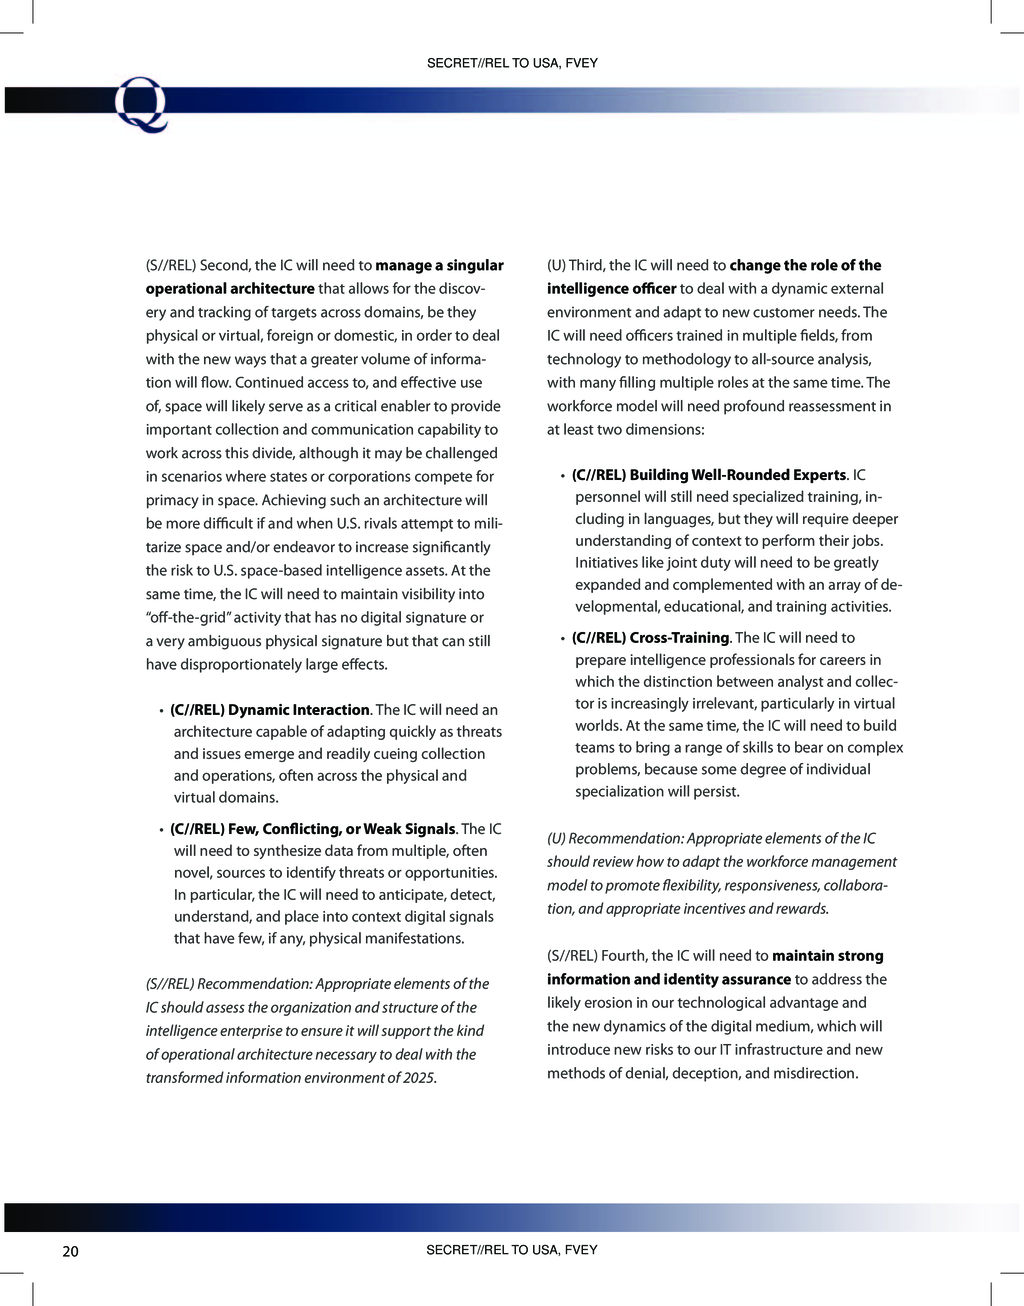 SECRET//REL TO USA, FVEY
Q
(S//REL) Second, the IC will need to manage a singular
operational architecture that allows for the discov-
ery and tracking of targets across domains, be they
physical or virtual, foreign or domestic, in order to deal
with the new ways that a greater volume of informa-
tion will flow. Continued access to, and effective use
of, space will likely serve as a critical enabler to provide
important collection and communication capability to
work across this divide, although it may be challenged
in scenarios where states or corporations compete for
primacy in space. Achieving such an architecture will
be more difficult if and when U.S. rivals attempt to mili-
tarize space and/or endeavor to increase significantly
the risk to U.S. space-based intelligence assets. At the
same time, the IC will need to maintain visibility into
“off-the-grid” activity that has no digital signature or
a very ambiguous physical signature but that can still
have disproportionately large effects.
• (C//REL) Dynamic Interaction. The IC will need an
architecture capable of adapting quickly as threats
and issues emerge and readily cueing collection
and operations, often across the physical and
virtual domains.
• (C//REL) Few, Conflicting, or Weak Signals. The IC
will need to synthesize data from multiple, often
novel, sources to identify threats or opportunities.
In particular, the IC will need to anticipate, detect,
understand, and place into context digital signals
that have few, if any, physical manifestations.
(S//REL) Recommendation: Appropriate elements of the
IC should assess the organization and structure of the
intelligence enterprise to ensure it will support the kind
of operational architecture necessary to deal with the
transformed information environment of 2025.
(U) Third, the IC will need to change the role of the
intelligence officer to deal with a dynamic external
environment and adapt to new customer needs. The
IC will need officers trained in multiple fields, from
technology to methodology to all-source analysis,
with many filling multiple roles at the same time. The
workforce model will need profound reassessment in
at least two dimensions:
• (C//REL) Building Well-Rounded Experts. IC
personnel will still need specialized training, in-
cluding in languages, but they will require deeper
understanding of context to perform their jobs.
Initiatives like joint duty will need to be greatly
expanded and complemented with an array of de-
velopmental, educational, and training activities.
• (C//REL) Cross-Training. The IC will need to
prepare intelligence professionals for careers in
which the distinction between analyst and collec-
tor is increasingly irrelevant, particularly in virtual
worlds. At the same time, the IC will need to build
teams to bring a range of skills to bear on complex
problems, because some degree of individual
specialization will persist.
(U) Recommendation: Appropriate elements of the IC
should review how to adapt the workforce management
model to promote flexibility, responsiveness, collabora-
tion, and appropriate incentives and rewards.
(S//REL) Fourth, the IC will need to maintain strong
information and identity assurance to address the
likely erosion in our technological advantage and
the new dynamics of the digital medium, which will
introduce new risks to our IT infrastructure and new
methods of denial, deception, and misdirection.
20
SECRET//REL TO USA, FVEY